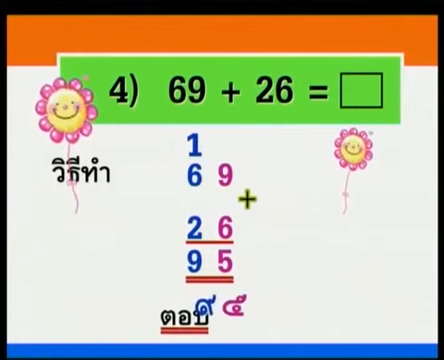 4) 69 + 26 = □
1
วิธีทำ 6 9
+
2 6
9 5
ตอบ ๙ ๕